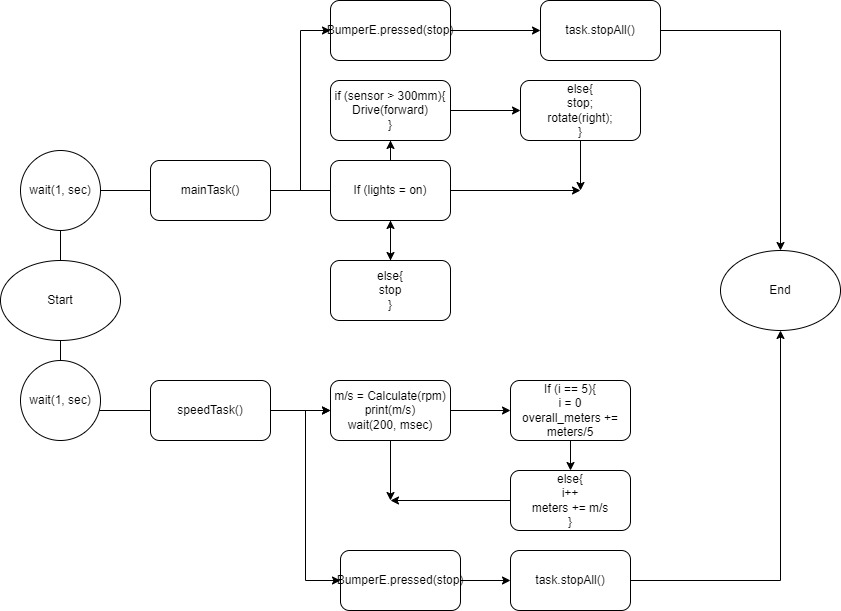 BumperE.pressed(stop)
task.stopAll()
if (sensor > 300mm){
Drive(forward)
}
else{
stop;
rotate(right);
}
wait(1, sec)
mainTask()
If (lights = on)
else{
stop
}
Start
End
wait(1, sec)
speedTask()
m/s = Calculate(rpm)
print(m/s)
wait(200, msec)
If (i == 5){
i = 0
overall_meters +=
meters/5
else{
i++
meters += m/s
}
BumperE.pressed(stop)
task.stopAll()